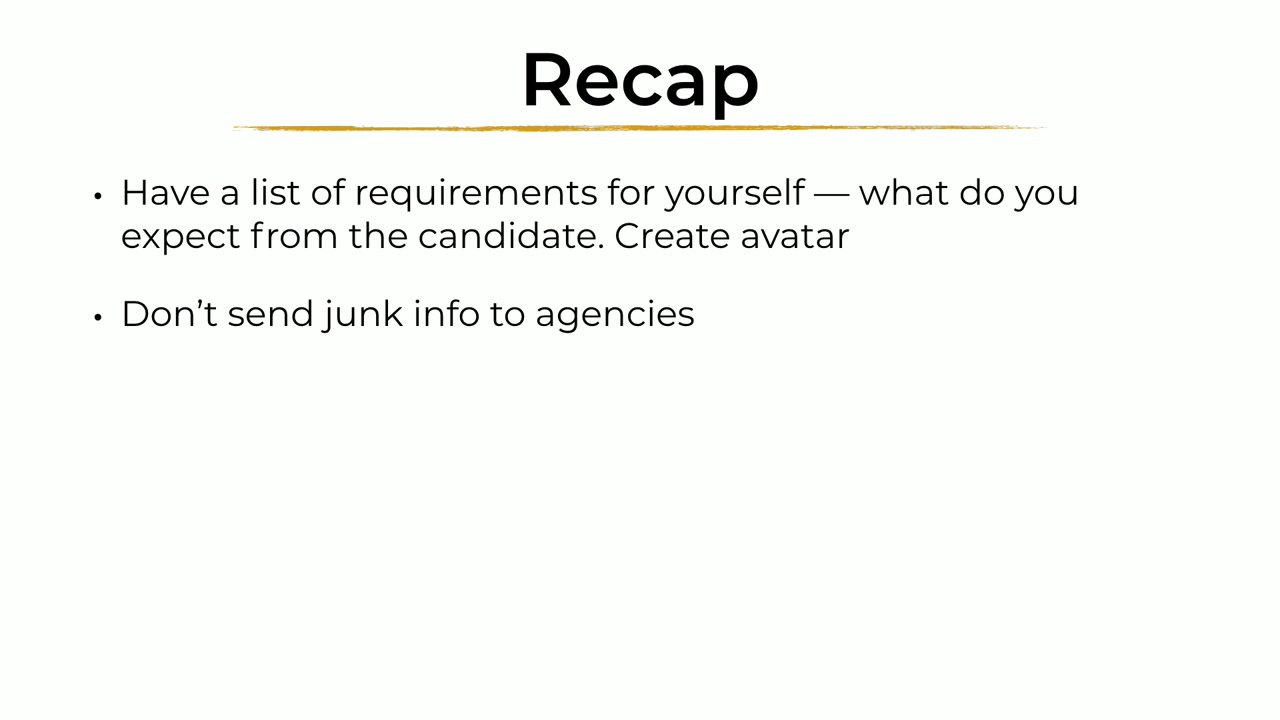 Recap
• Have a list of requirements for yourself — what do you
expect from the candidate. Create avatar
• Don’t send junk info to agencies